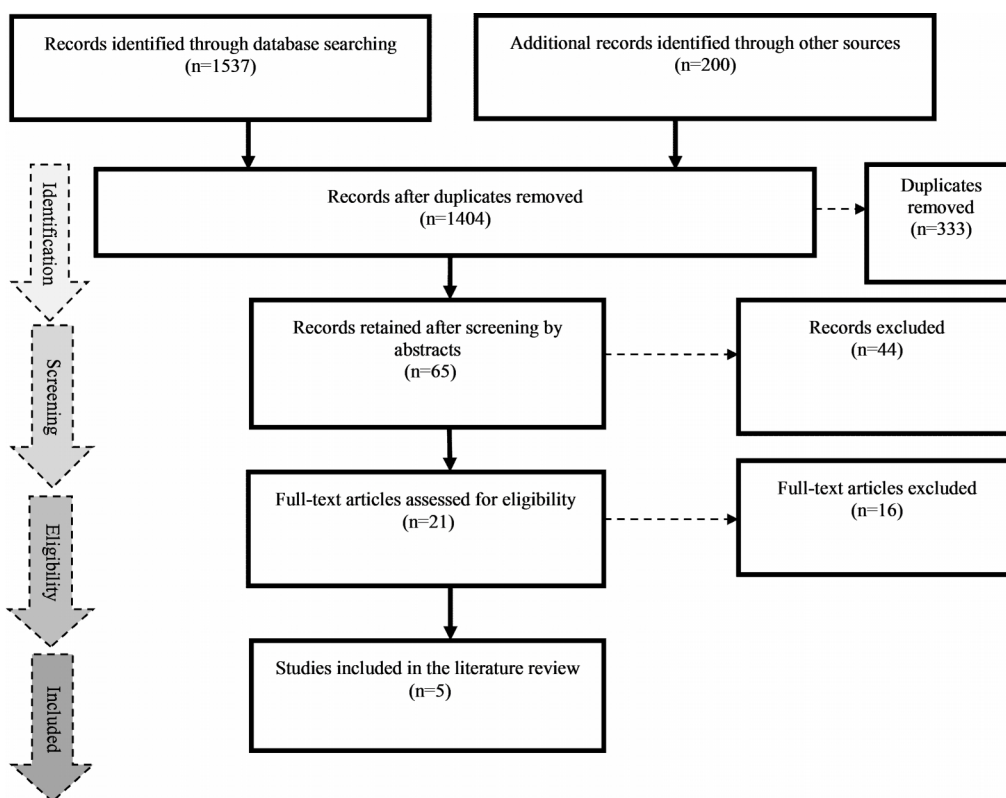 Records identified through database searching
(n=1537)
Additional records identified through other sources
(n=200)
Identification
Records after duplicates removed
(n=1404)
Duplicates
removed
(n=333)
Screening
Records retained after screening by
abstracts
(n=65)
Records excluded
(n=44)
Eligibility
Full-text articles assessed for eligibility
(n=21)
Full-text articles excluded
(n=16)
Included
Studies included in the literature review
(n=5)